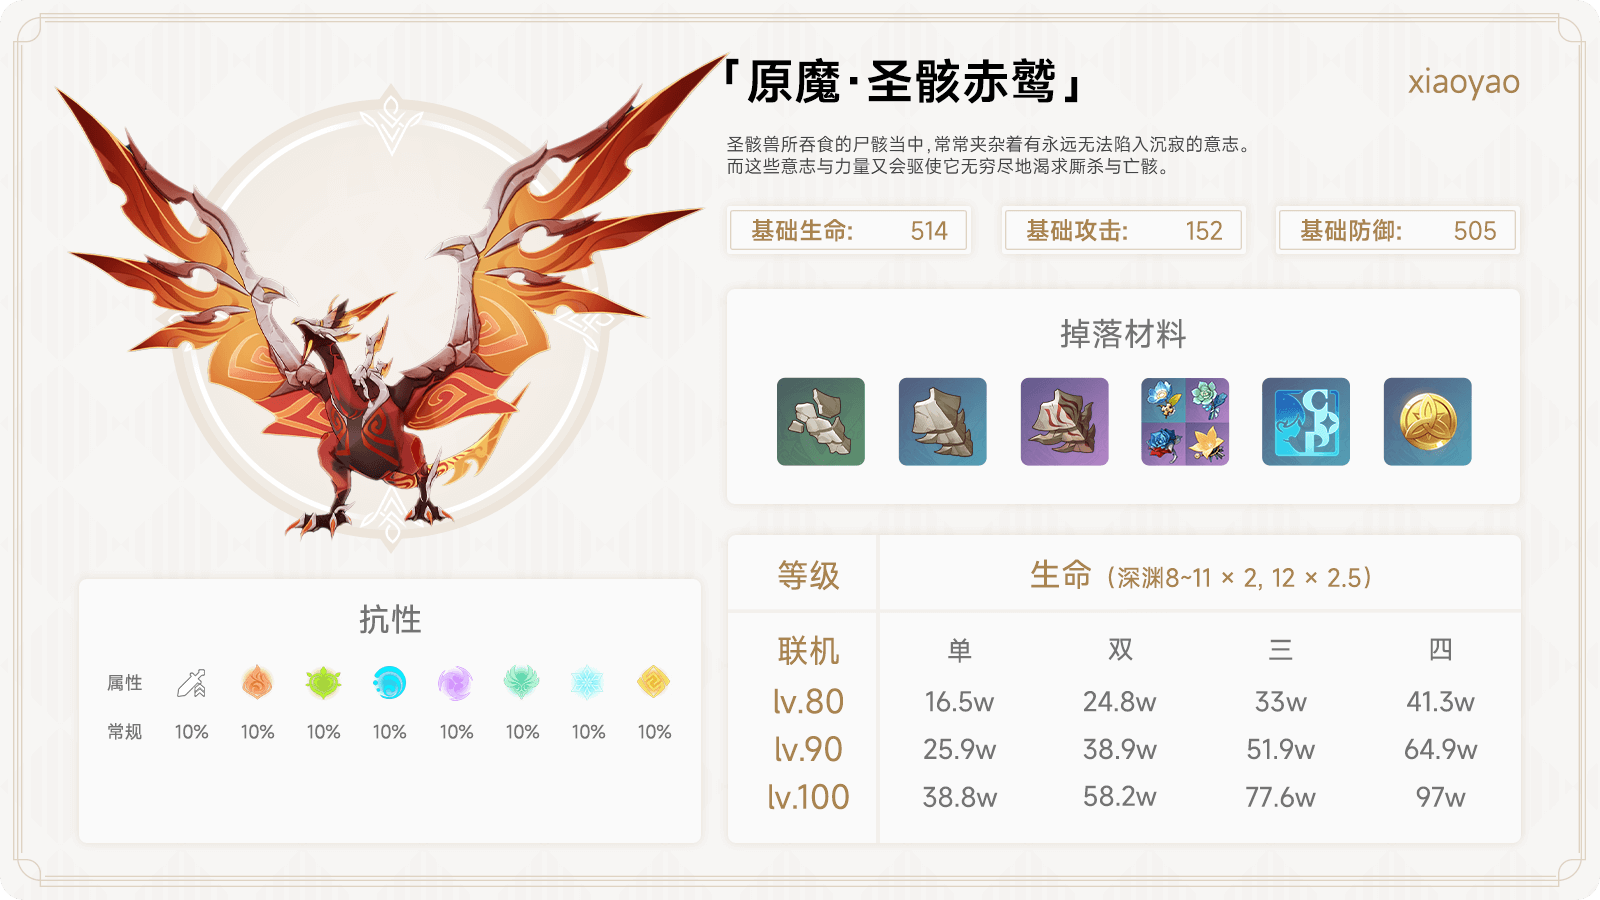 「原魔·圣骸赤鹫」
xiaoyao
圣骸兽所吞食的尸骸当中,常常夹杂着有永远无法陷入沉寂的意志。
而这些意志与力量又会驱使它无穷尽地渴求厮杀与亡骸。
基础生命: 514
基础攻击: 152
基础防御: 505
掉落材料
等级 生命 (深渊8~11 × 2, 12 × 2.5)
联机 单 双 三 四
lv.80 16.5w 24.8w 33w 41.3w
lv.90 25.9w 38.9w 51.9w 64.9w
lv.100 38.8w 58.2w 77.6w 97w
抗性
属性
常规 10% 10% 10% 10% 10% 10% 10% 10%